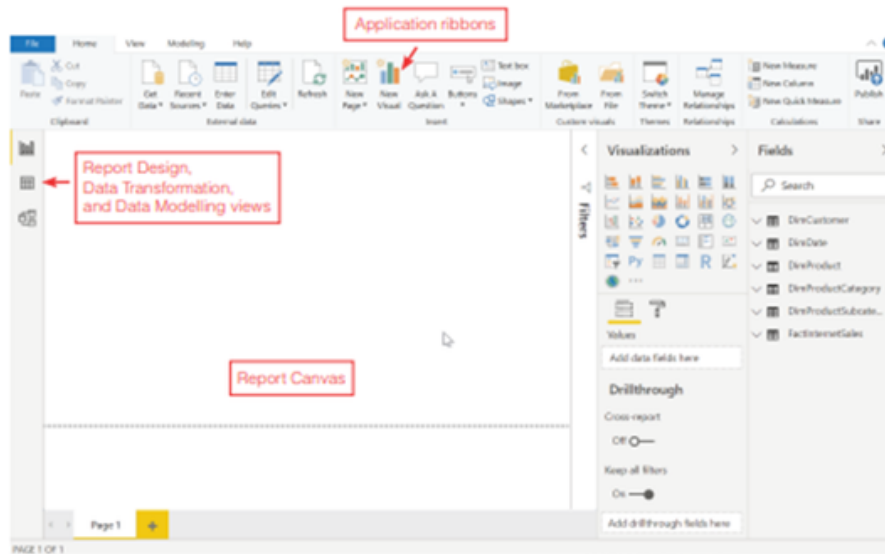 Application ribbons
File Home View Modeling Help
Cut
Copy
Format Painter
Paste
Get Data
Recent Sources
Enter Data
Edit Queries
Refresh
New Page
New Visual
Ask A Question
Buttons
Text box
Image
Shapes
From Marketplace
From File
Switch Theme
Manage Relationships
New Measure
New Column
New Quick Measure
Publish
Clipboard External data Insert Custom visuals Themes Relationships Calculations Share
Report Design,
Data Transformation,
and Data Modelling views
Report Canvas
Filters
Visualizations
Py
R
Values
Add data fields here
Drillthrough
Cross-report
Off
Keep all filters
On
Add drillthrough fields here
Fields
Search
DimCustomer
DimDate
DimProduct
DimProductCategory
DimProductSubcate...
FactInternetSales
Page 1 +
PAGE 1 OF 1